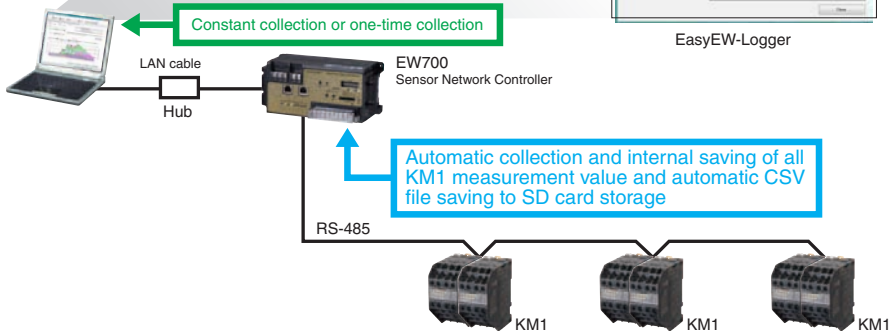 Close
Constant collection or one-time collection
EasyEW-Logger
LAN cable
EW700
Sensor Network Controller
Hub
Automatic collection and internal saving of all
KM1 measurement value and automatic CSV
file saving to SD card storage
RS-485
KM1
KM1
KM1